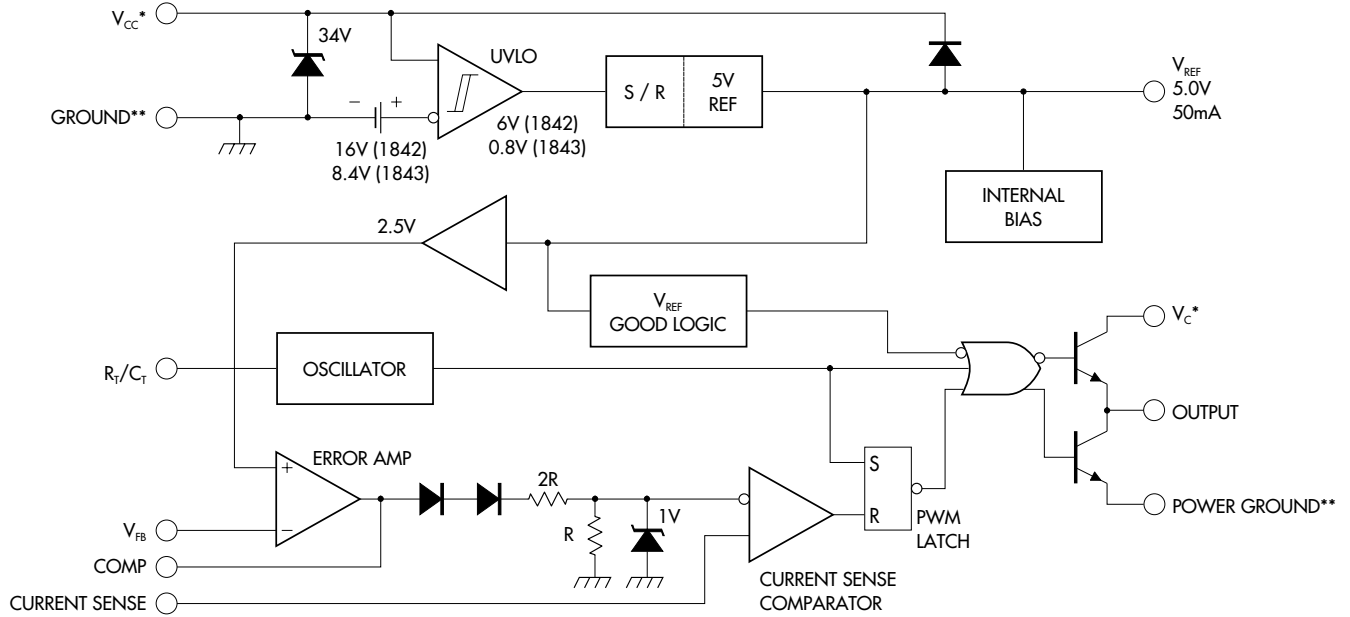 VCC*
34V
UVLO
S / R
5V
REF
VREF
5.0V
50mA
GROUND**
−
+
16V (1842)
8.4V (1843)
6V (1842)
0.8V (1843)
INTERNAL
BIAS
2.5V
VREF
GOOD LOGIC
VC*
RT/CT
OSCILLATOR
OUTPUT
ERROR AMP
+
−
2R
S
R
1V
R
PWM
LATCH
POWER GROUND**
VFB
COMP
CURRENT SENSE
COMPARATOR
CURRENT SENSE